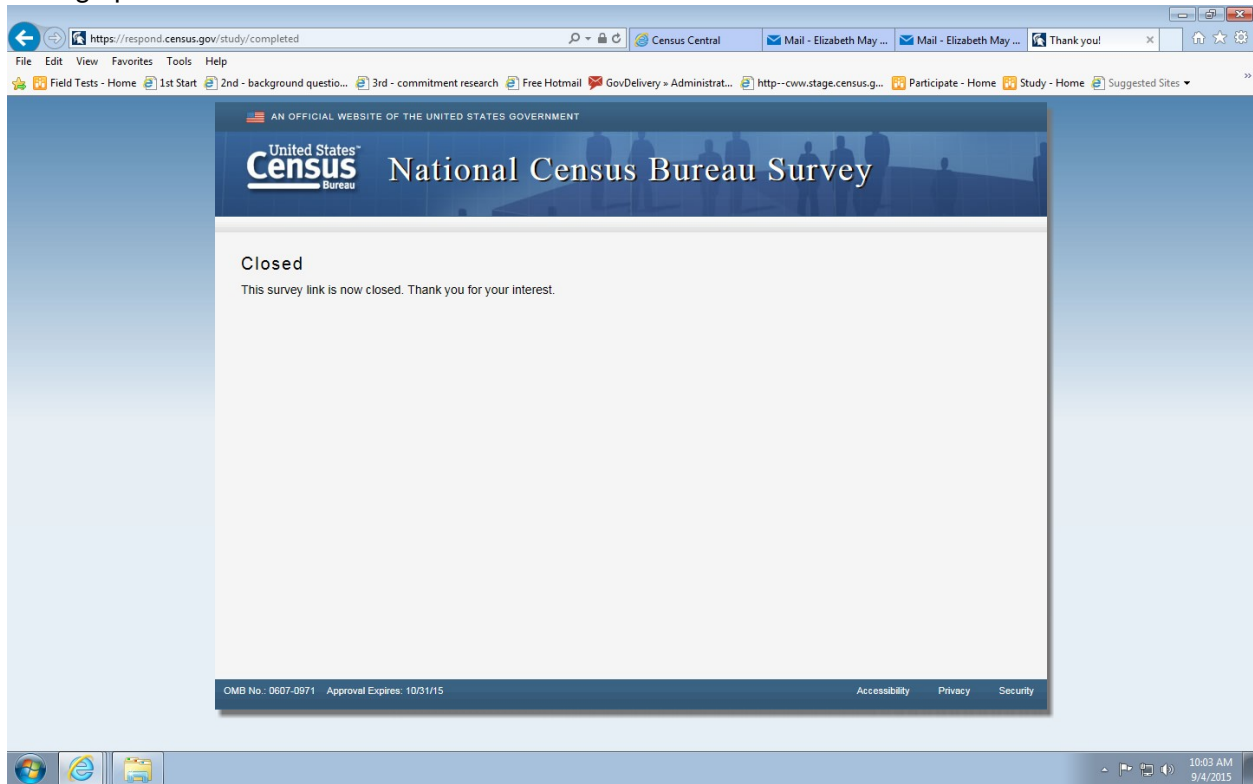 https://respond.census.gov/study/completed
Census Central
Mail - Elizabeth May ...
Mail - Elizabeth May ...
Thank you!
File Edit View Favorites Tools Help
Field Tests - Home 1st Start 2nd - background questio... 3rd - commitment research Free Hotmail GovDelivery » Administrat... http--cww.stage.census.g... Participate - Home Study - Home Suggested Sites
AN OFFICIAL WEBSITE OF THE UNITED STATES GOVERNMENT
United States™
Census
Bureau
National Census Bureau Survey
Closed
This survey link is now closed. Thank you for your interest.
OMB No.: 0607-0971 Approval Expires: 10/31/15 Accessibility Privacy Security
10:03 AM
9/4/2015